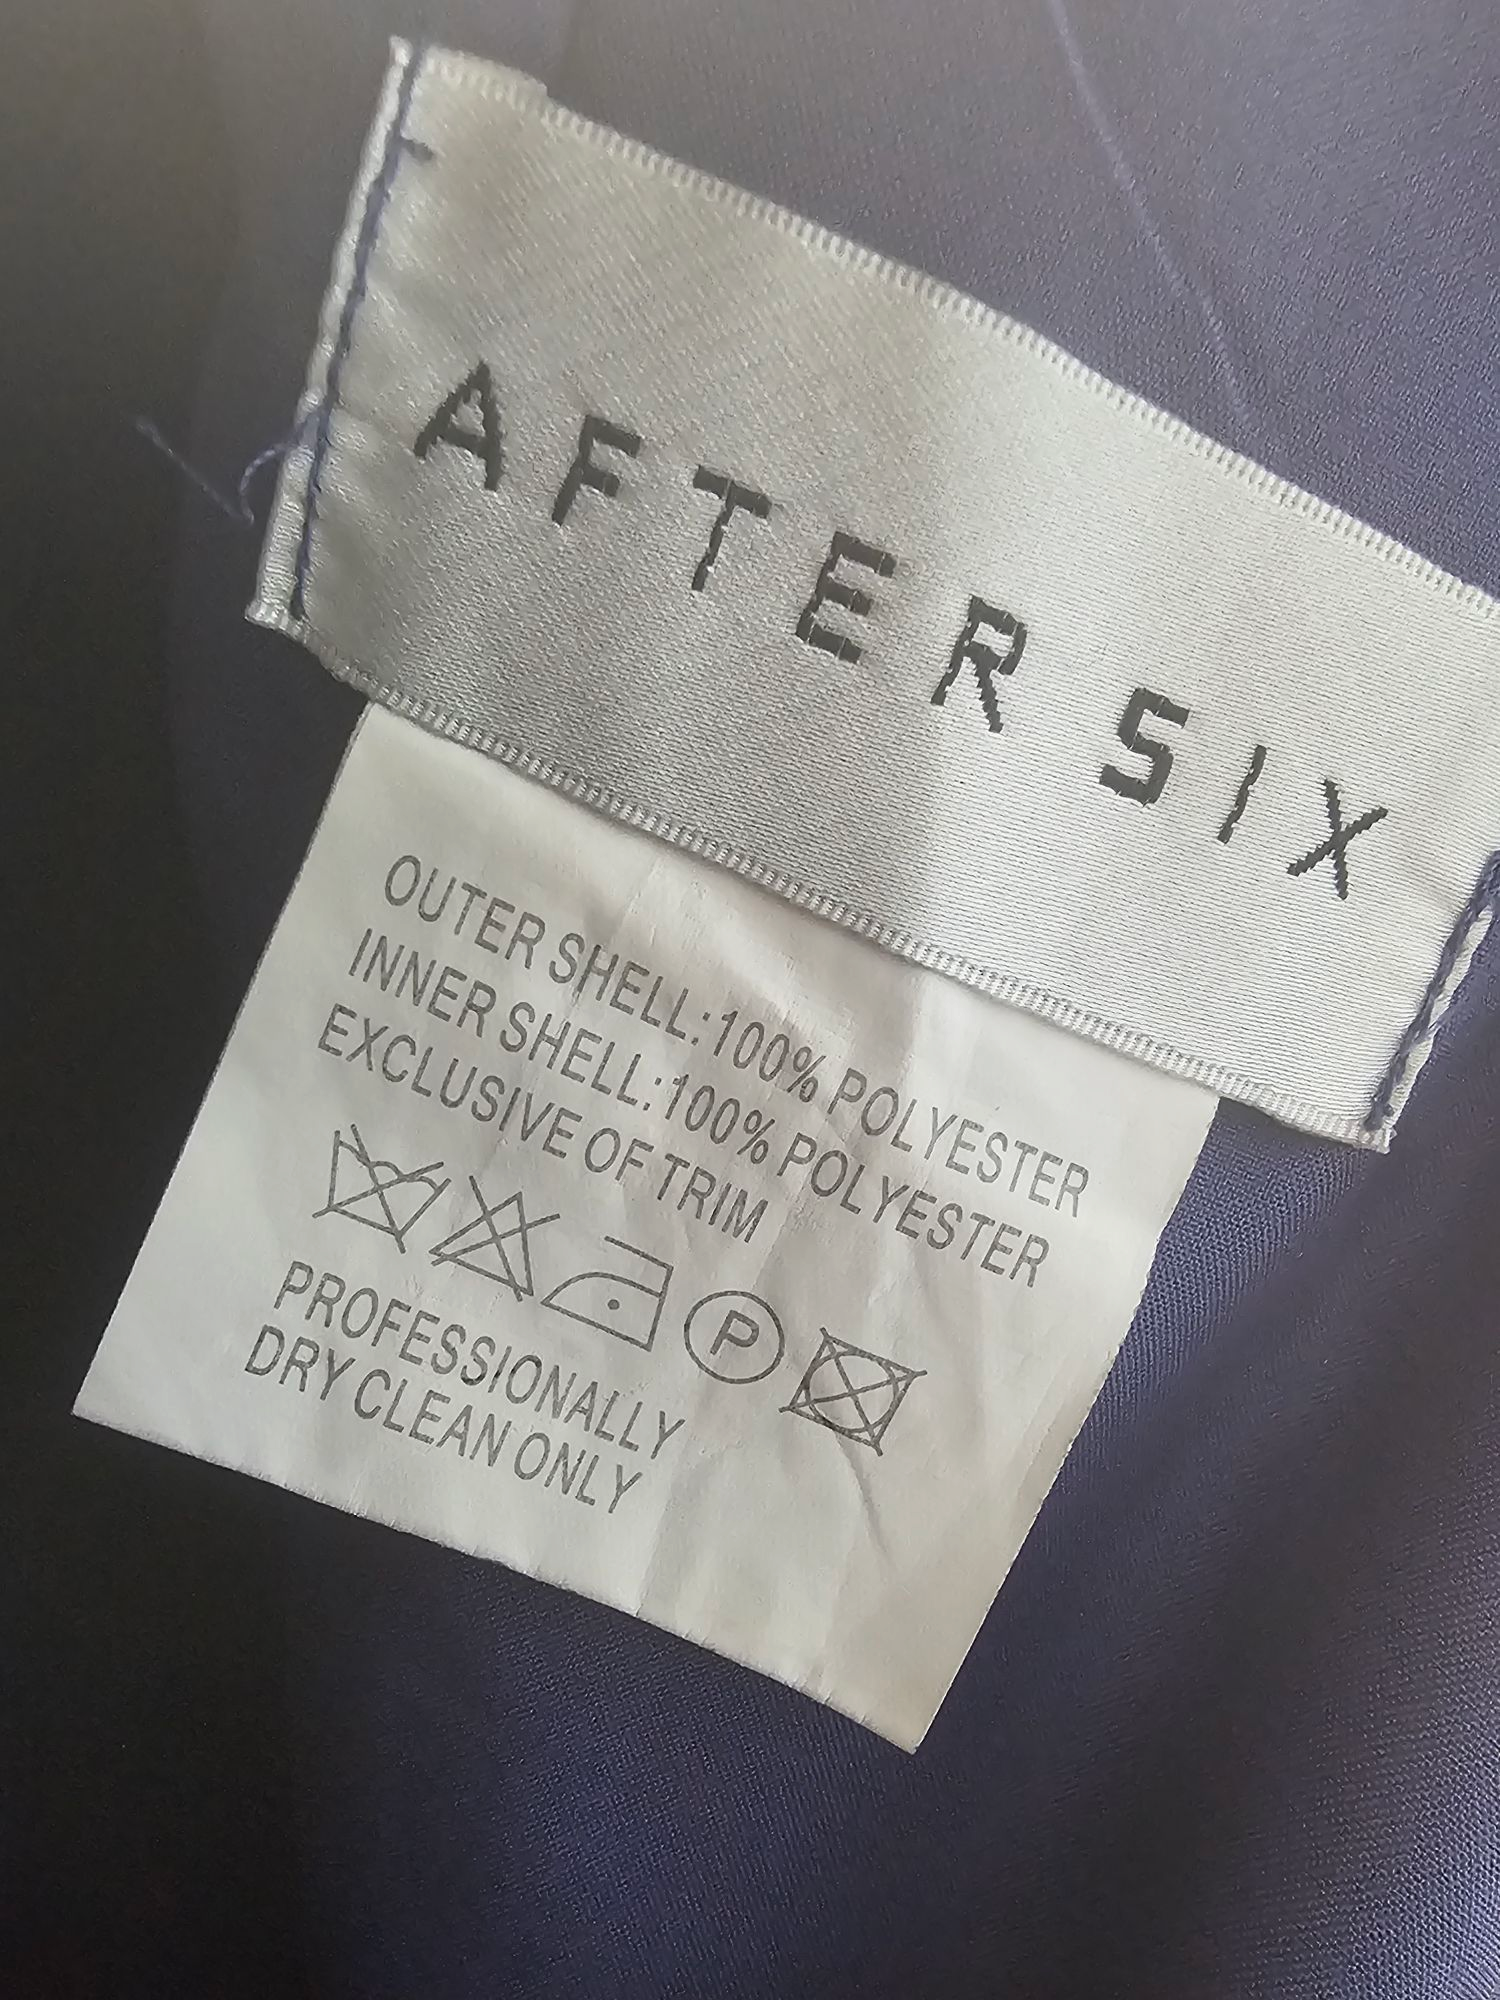 AFTER SIX
OUTER SHELL:100% POLYESTER
INNER SHELL:100% POLYESTER
EXCLUSIVE OF TRIM
P
PROFESSIONALLY
DRY CLEAN ONLY